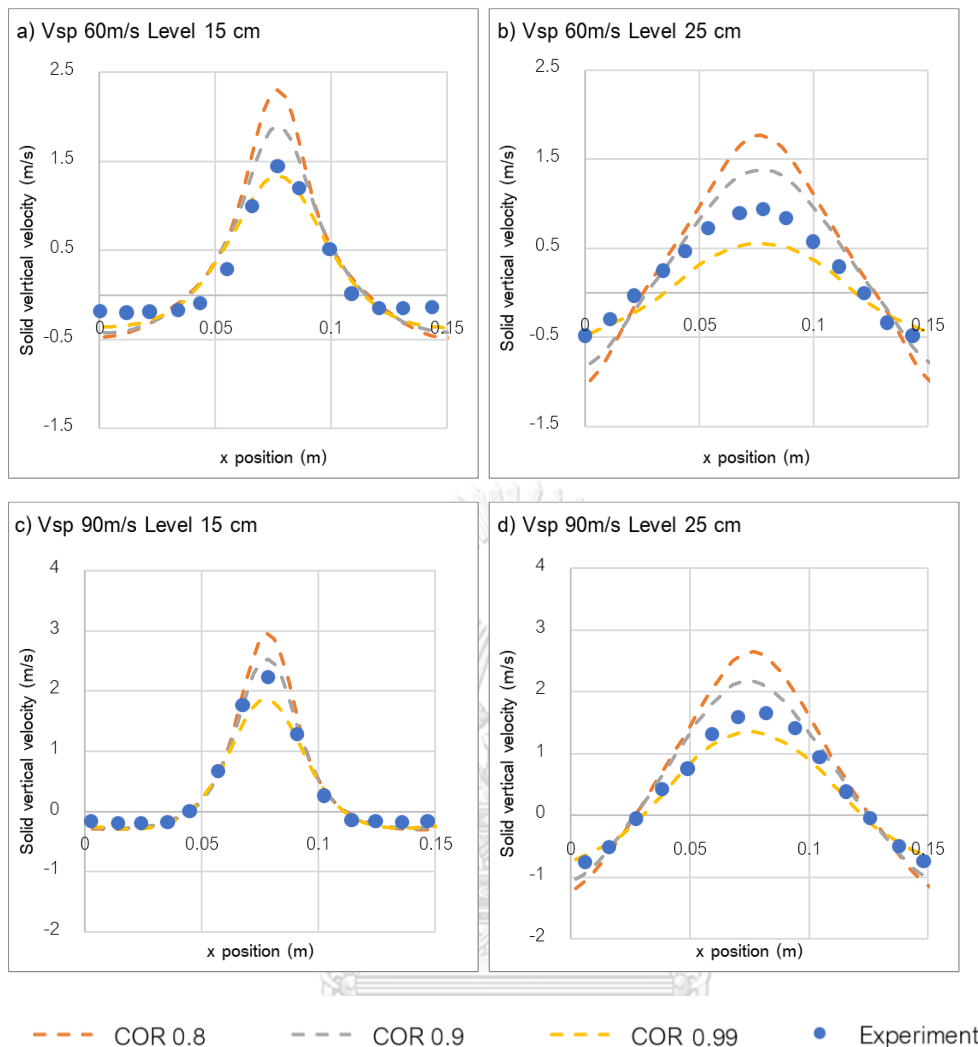 a) Vsp 60m/s Level 15 cm
2.5
1.5
0.5
-0.5
-1.5
0
0.05
0.1
0.15
Solid velrtical velocity (m/s)
x position (m)
b) Vsp 60m/s Level 25 cm
2.5
1.5
0.5
-0.5
-1.5
0
0.05
0.1
0.15
Solid vertical velocity (m/s)
x position (m)
c) Vsp 90m/s Level 15 cm
4
3
2
1
0
-1
-2
0
0.05
0.1
0.15
Solid vertical velocity (m/s)
x position (m)
d) Vsp 90m/s Level 25 cm
4
3
2
1
0
-1
-2
0
0.05
0.1
0.15
Solid vertical velocity (m/s)
x position (m)
COR 0.8
COR 0.9
COR 0.99
Experiment